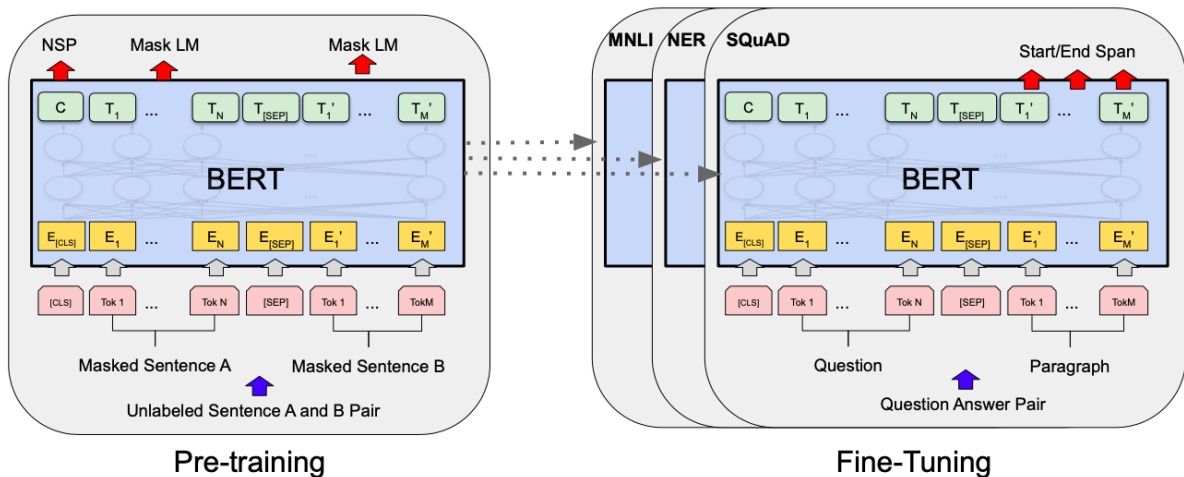 NSP Mask LM Mask LM
C T1 ... TN T[SEP] T1' ... TM'
...
BERT
...
E[CLS] E1 ... EN E[SEP] E1' ... EM'
[CLS] Tok 1 ... Tok N [SEP] Tok 1 ... TokM
Masked Sentence A Masked Sentence B
Unlabeled Sentence A and B Pair
Pre-training
MNLI NER SQuAD
Start/End Span
C T1 ... TN T[SEP] T1' ... TM'
...
BERT
...
E[CLS] E1 ... EN E[SEP] E1' ... EM'
[CLS] Tok 1 ... Tok N [SEP] Tok 1 ... TokM
Question Paragraph
Question Answer Pair
Fine-Tuning